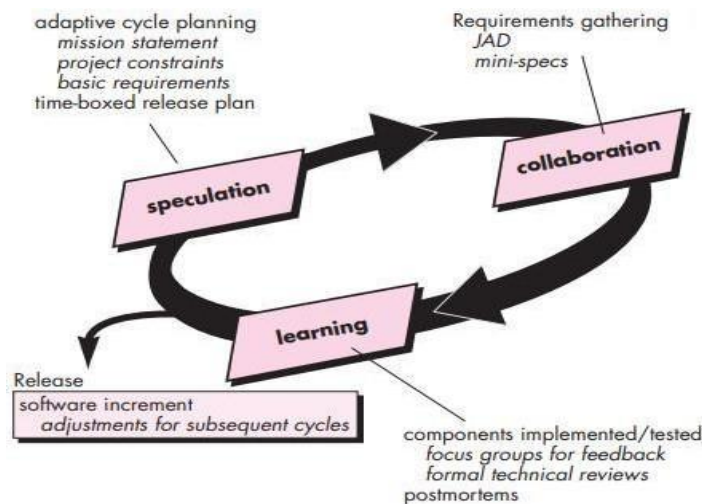 adaptive cycle planning
mission statement
project constraints
basic requirements
time-boxed release plan
Requirements gathering
JAD
mini-specs
speculation
collaboration
learning
Release
software increment
adjustments for subsequent cycles
components implemented/tested
focus groups for feedback
formal technical reviews
postmortems